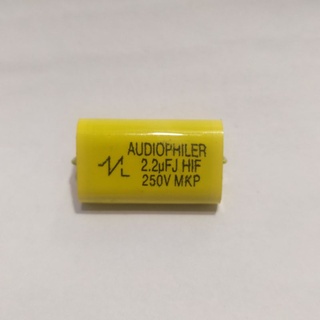 AUDIOPHILER
2.2µFJ HIF
250V MKP